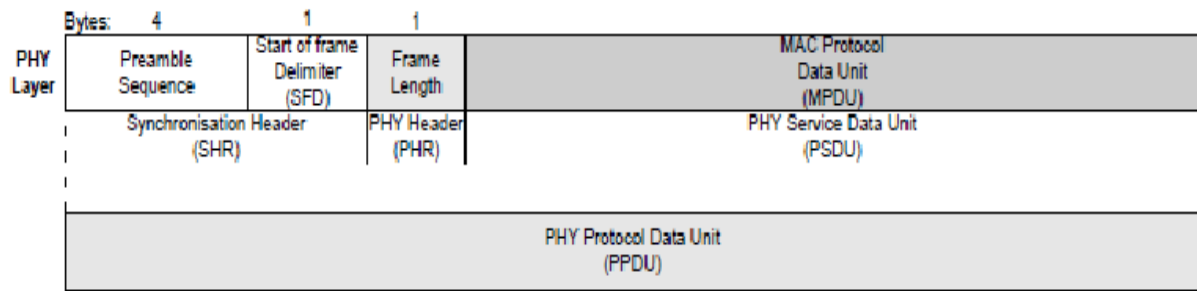 Bytes: 4 1 1
PHY Layer
Preamble Sequence
Start of frame Delimiter (SFD)
Frame Length
MAC Protocol Data Unit (MPDU)
Synchronisation Header (SHR)
PHY Header (PHR)
PHY Service Data Unit (PSDU)
PHY Protocol Data Unit (PPDU)